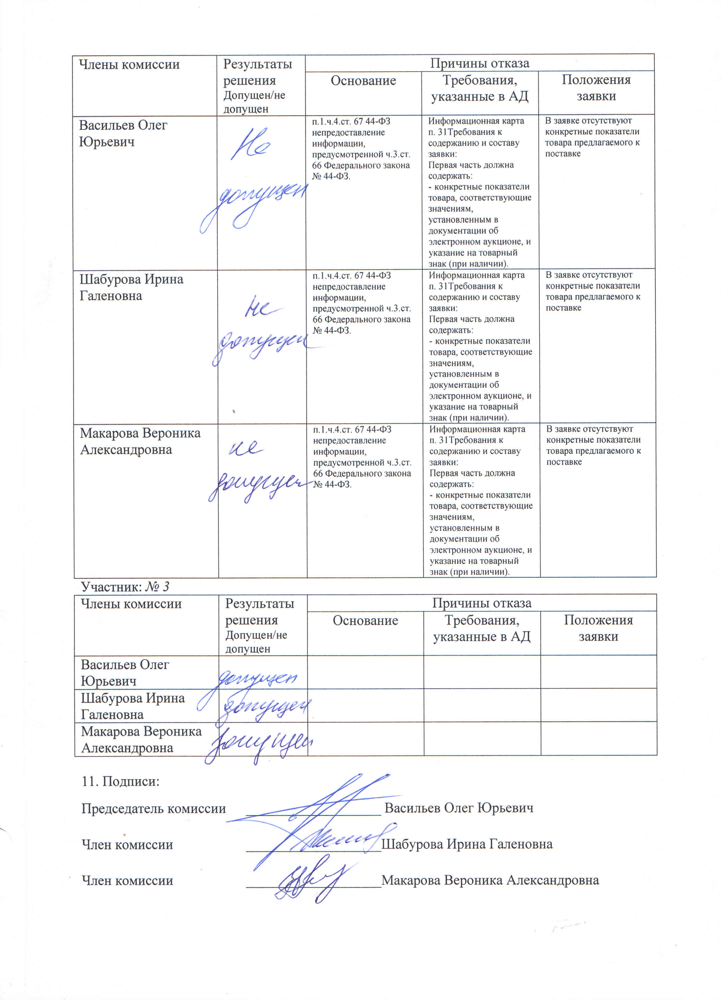 Члены комиссии
Результаты
решения
Допущен/не
допущен
Причины отказа
Основание
Требования,
указанные в АД
Положения
заявки
Васильев Олег
Юрьевич
Не
допущен
п.1.ч.4.ст. 67 44-ФЗ
непредоставление
информации,
предусмотренной ч.3.ст.
66 Федерального закона
№ 44-ФЗ.
Информационная карта
п. 31Требования к
содержанию и составу
заявки:
Первая часть должна
содержать:
- конкретные показатели
товара, соответствующие
значениям,
установленным в
документации об
электронном аукционе, и
указание на товарный
знак (при наличии).
В заявке отсутствуют
конкретные показатели
товара предлагаемого к
поставке
Шабурова Ирина
Галеновна
не
допущен
п.1.ч.4.ст. 67 44-ФЗ
непредоставление
информации,
предусмотренной ч.3.ст.
66 Федерального закона
№ 44-ФЗ.
Информационная карта
п. 31Требования к
содержанию и составу
заявки:
Первая часть должна
содержать:
- конкретные показатели
товара, соответствующие
значениям,
установленным в
документации об
электронном аукционе, и
указание на товарный
знак (при наличии).
В заявке отсутствуют
конкретные показатели
товара предлагаемого к
поставке
Макарова Вероника
Александровна
не
допущен
п.1.ч.4.ст. 67 44-ФЗ
непредоставление
информации,
предусмотренной ч.3.ст.
66 Федерального закона
№ 44-ФЗ.
Информационная карта
п. 31Требования к
содержанию и составу
заявки:
Первая часть должна
содержать:
- конкретные показатели
товара, соответствующие
значениям,
установленным в
документации об
электронном аукционе, и
указание на товарный
знак (при наличии).
В заявке отсутствуют
конкретные показатели
товара предлагаемого к
поставке
Участник: № 3
Члены комиссии
Результаты
решения
Допущен/не
допущен
Причины отказа
Основание
Требования,
указанные в АД
Положения
заявки
Васильев Олег
Юрьевич
допущен
Шабурова Ирина
Галеновна
допущен
Макарова Вероника
Александровна
допущен
11. Подписи:
Председатель комиссии Васильев Олег Юрьевич
Член комиссии Шабурова Ирина Галеновна
Член комиссии Макарова Вероника Александровна